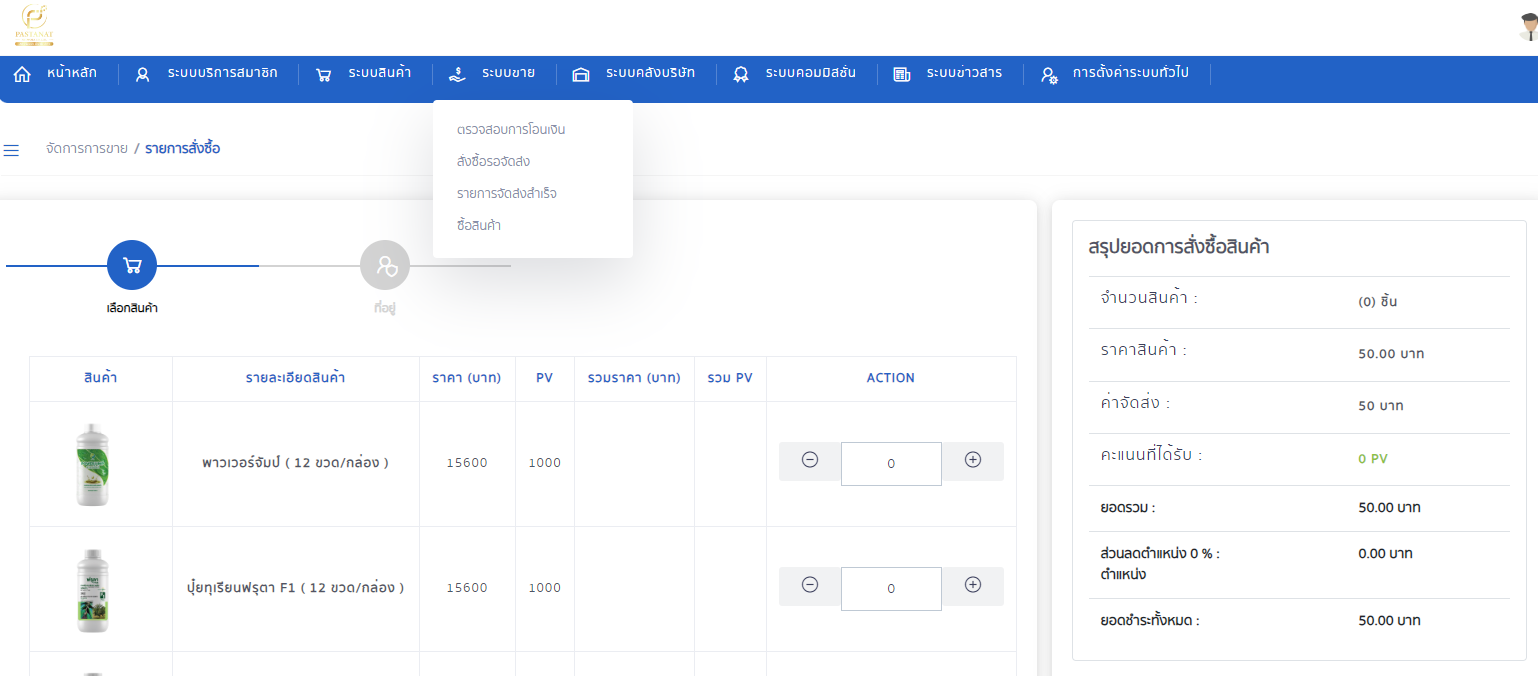 PASTANAT
หน้าหลัก
ระบบบริการสมาชิก
ระบบสินค้า
ระบบขาย
ระบบคลังบริษัท
ระบบคอมมิสชั่น
ระบบข่าวสาร
การตั้งค่าระบบทั่วไป
ตรวจสอบการโอนเงิน
สั่งซื้อรอจัดส่ง
รายการจัดส่งสำเร็จ
ซื้อสินค้า
จัดการการขาย / รายการสั่งซื้อ
เลือกสินค้า
ที่อยู่
สินค้า รายละเอียดสินค้า ราคา (บาท) PV รวมราคา (บาท) รวม PV ACTION
พาวเวอร์จัมป์ ( 12 ขวด/กล่อง ) 15600 1000 0
ปุ๋ยทุเรียนฟรุตา F1 ( 12 ขวด/กล่อง ) 15600 1000 0
สรุปยอดการสั่งซื้อสินค้า
จำนวนสินค้า : (0) ชิ้น
ราคาสินค้า : 50.00 บาท
ค่าจัดส่ง : 50 บาท
คะแนนที่ได้รับ : 0 PV
ยอดรวม : 50.00 บาท
ส่วนลดตำแหน่ง 0 % : 0.00 บาท
ตำแหน่ง
ยอดชำระทั้งหมด : 50.00 บาท